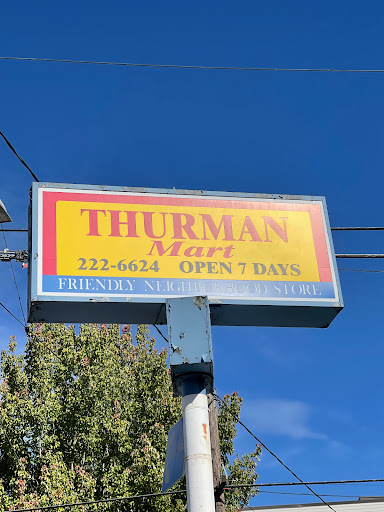 THURMAN
Mart
222-6624 OPEN 7 DAYS
FRIENDLY NEIGHBORHOOD STORE